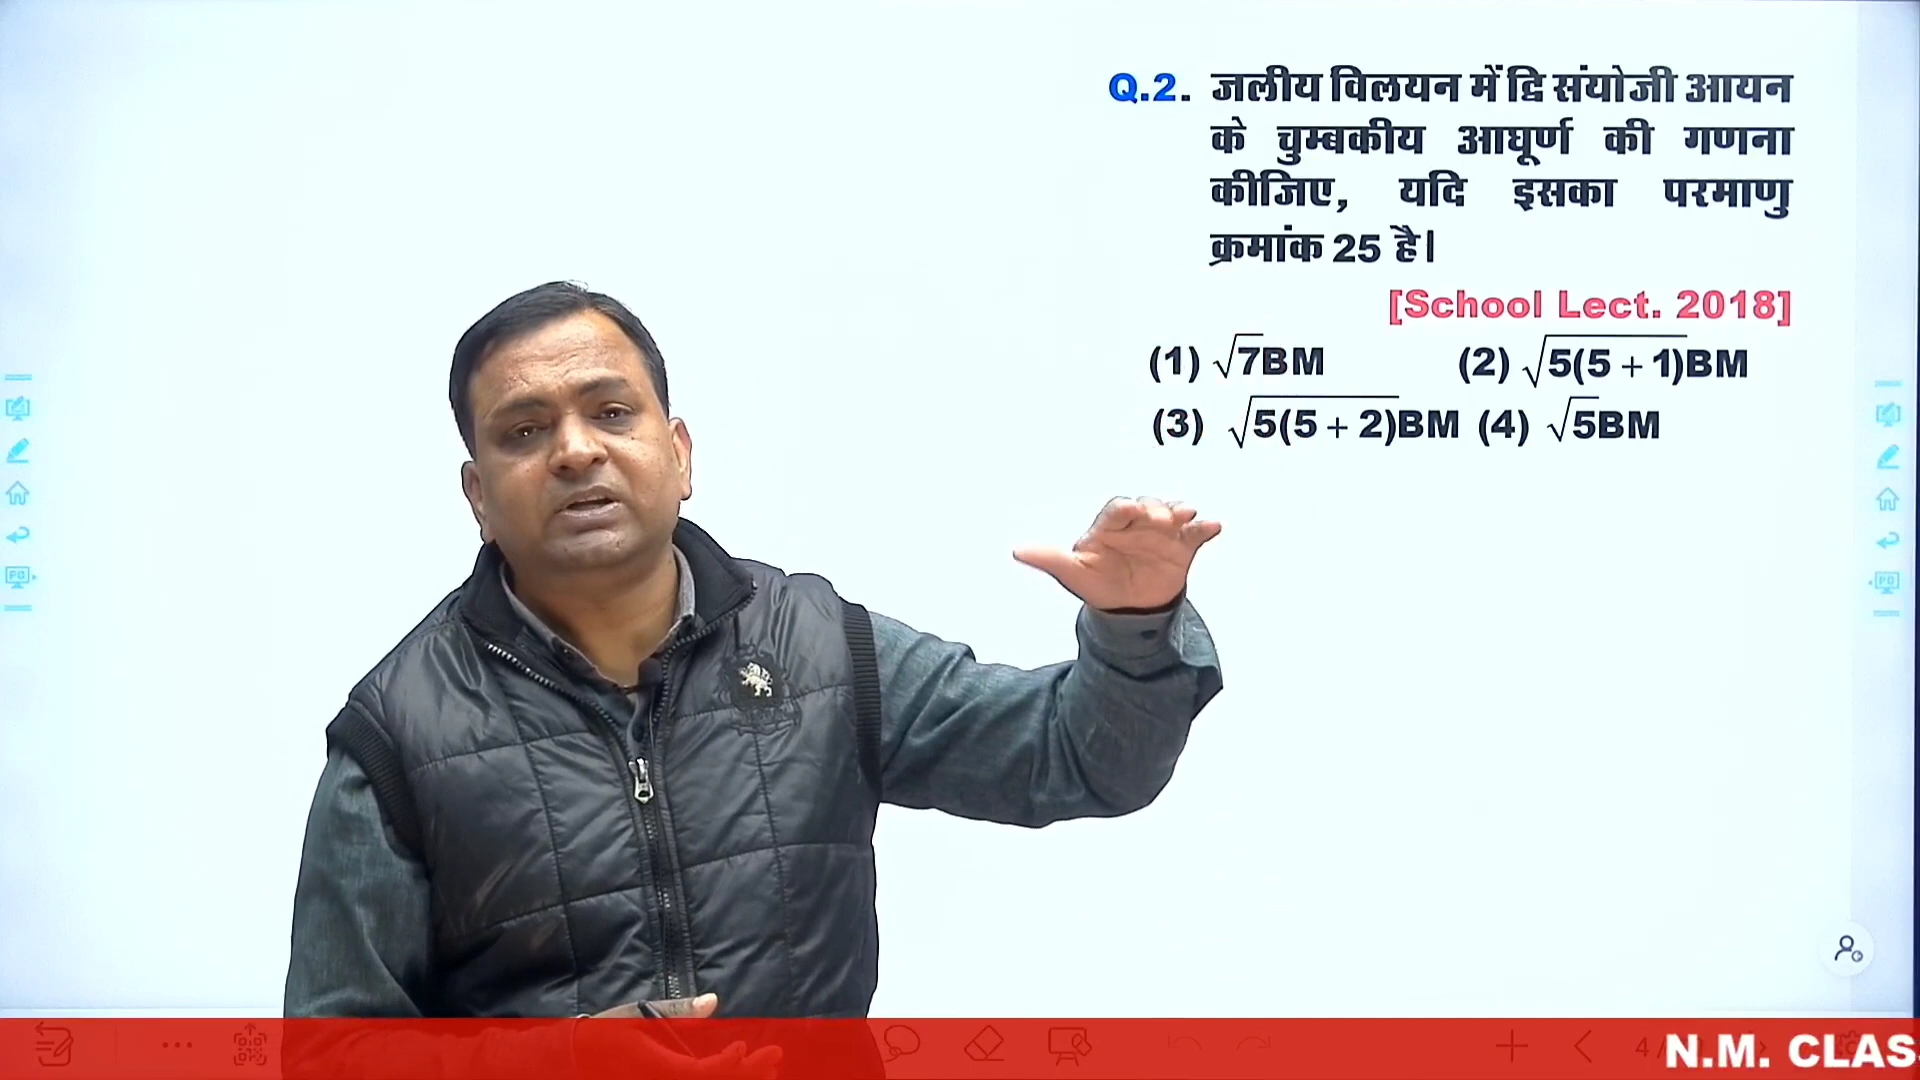 Q.2. जलीय विलयन में द्वि संयोजी आयन
के चुम्बकीय आघूर्ण की गणना
कीजिए, यदि इसका परमाणु
क्रमांक 25 है।
[School Lect. 2018]
(1) √7BM (2) √5(5 + 1)BM
(3) √5(5 + 2)BM (4) √5BM
4/
N.M. CLAS